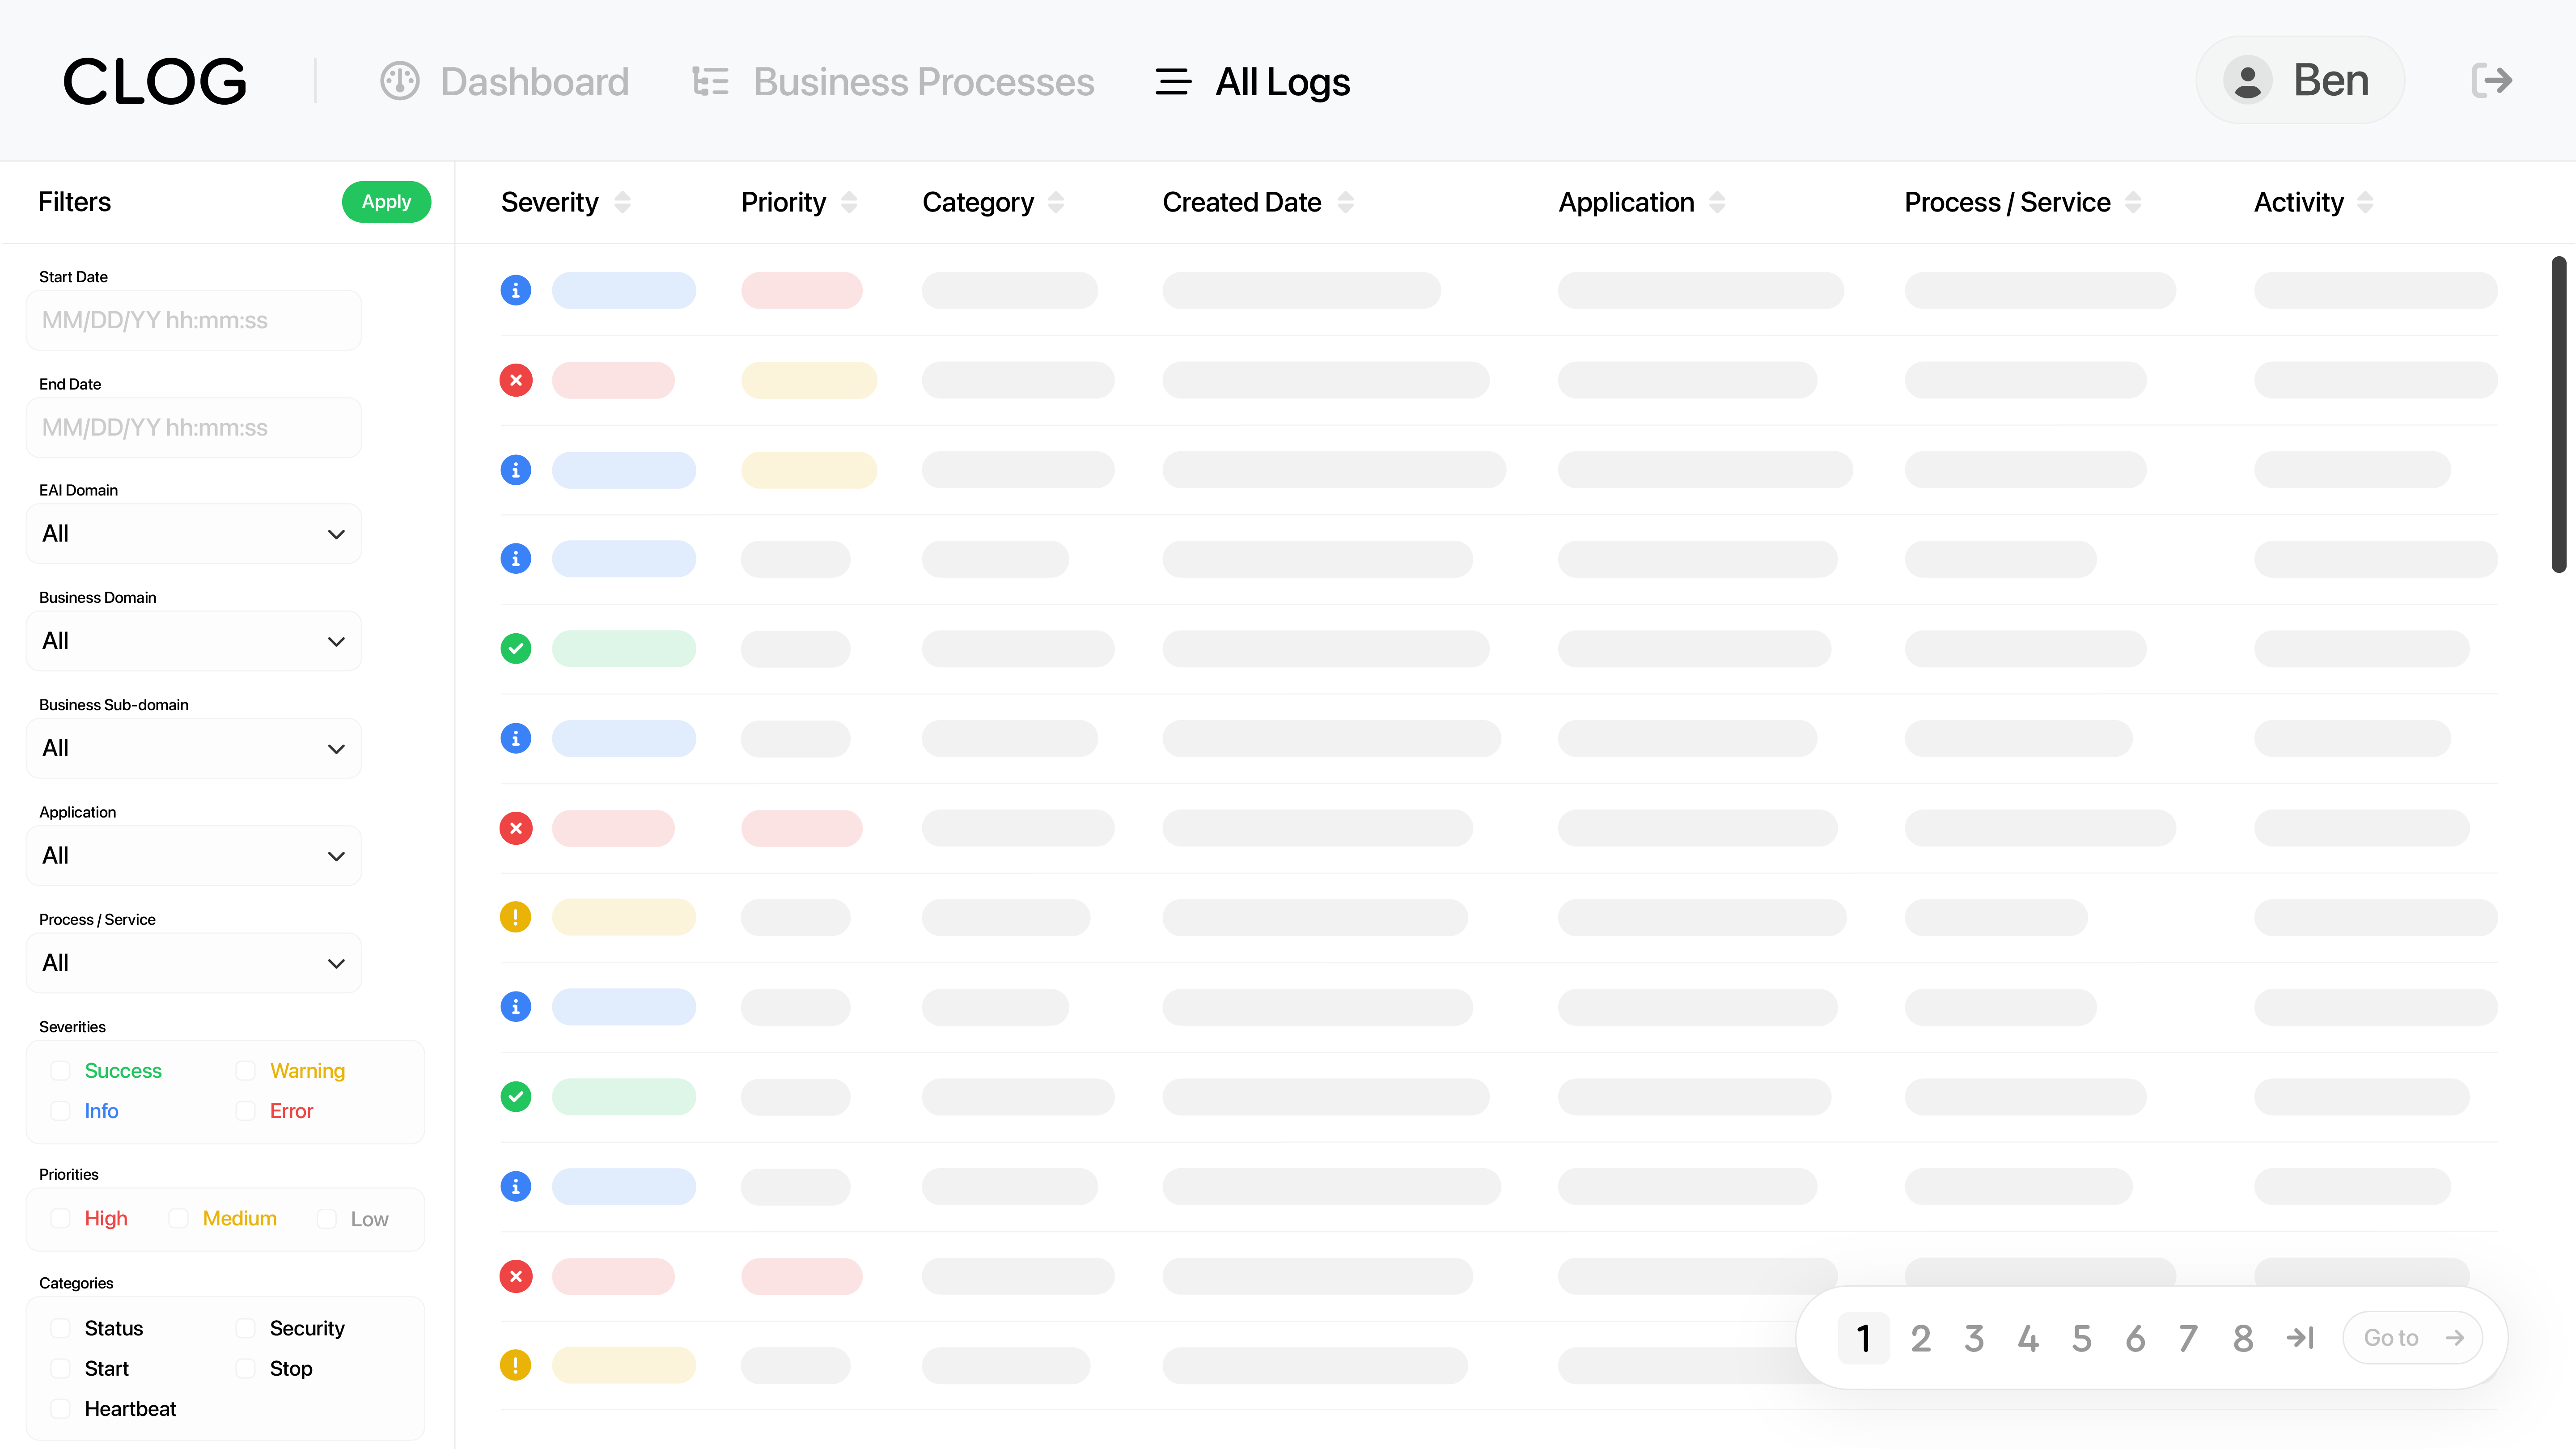 CLOG
Dashboard
Business Processes
All Logs
Ben
Filters
Apply
Severity
Priority
Category
Created Date
Application
Process / Service
Activity
Start Date
MM/DD/YY hh:mm:ss
End Date
MM/DD/YY hh:mm:ss
EAI Domain
All
Business Domain
All
Business Sub-domain
All
Application
All
Process / Service
All
Severities
Success
Warning
Info
Error
Priorities
High
Medium
Low
Categories
Status
Security
Start
Stop
Heartbeat
1 2 3 4 5 6 7 8
Go to